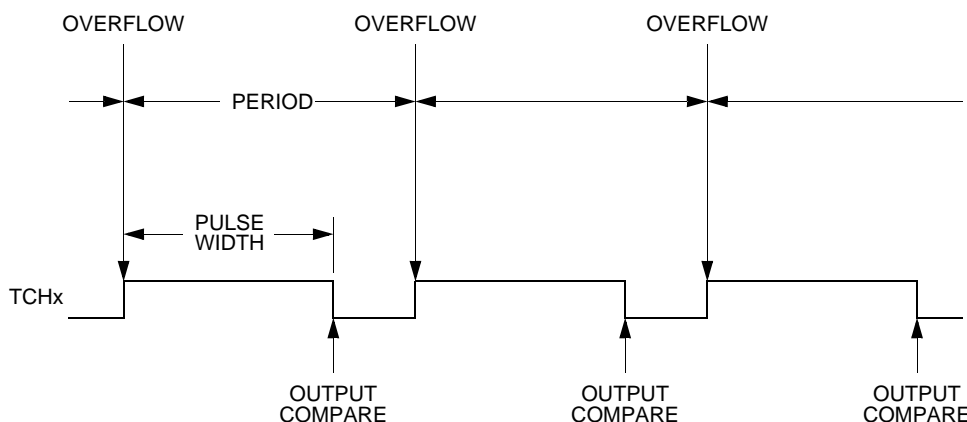 OVERFLOW OVERFLOW OVERFLOW
PERIOD
PULSE
WIDTH
TCHx
OUTPUT
COMPARE
OUTPUT
COMPARE
OUTPUT
COMPARE